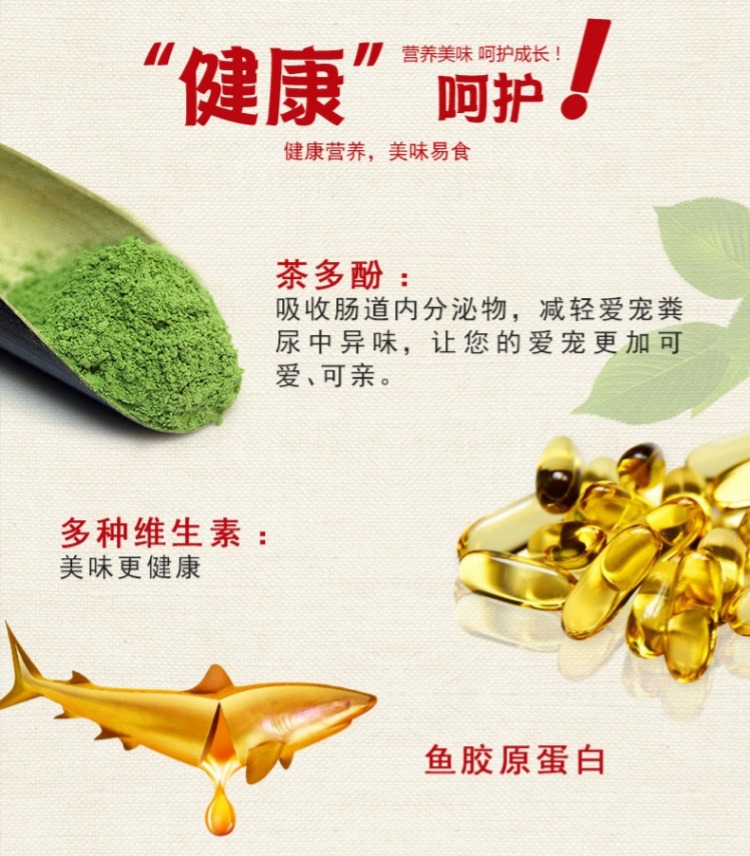 “健康”
营养美味 呵护成长！
呵护！
健康营养，美味易食
茶多酚：
吸收肠道内分泌物，减轻爱宠粪
尿中异味，让您的爱宠更加可
爱、可亲。
多种维生素：
美味更健康
鱼胶原蛋白